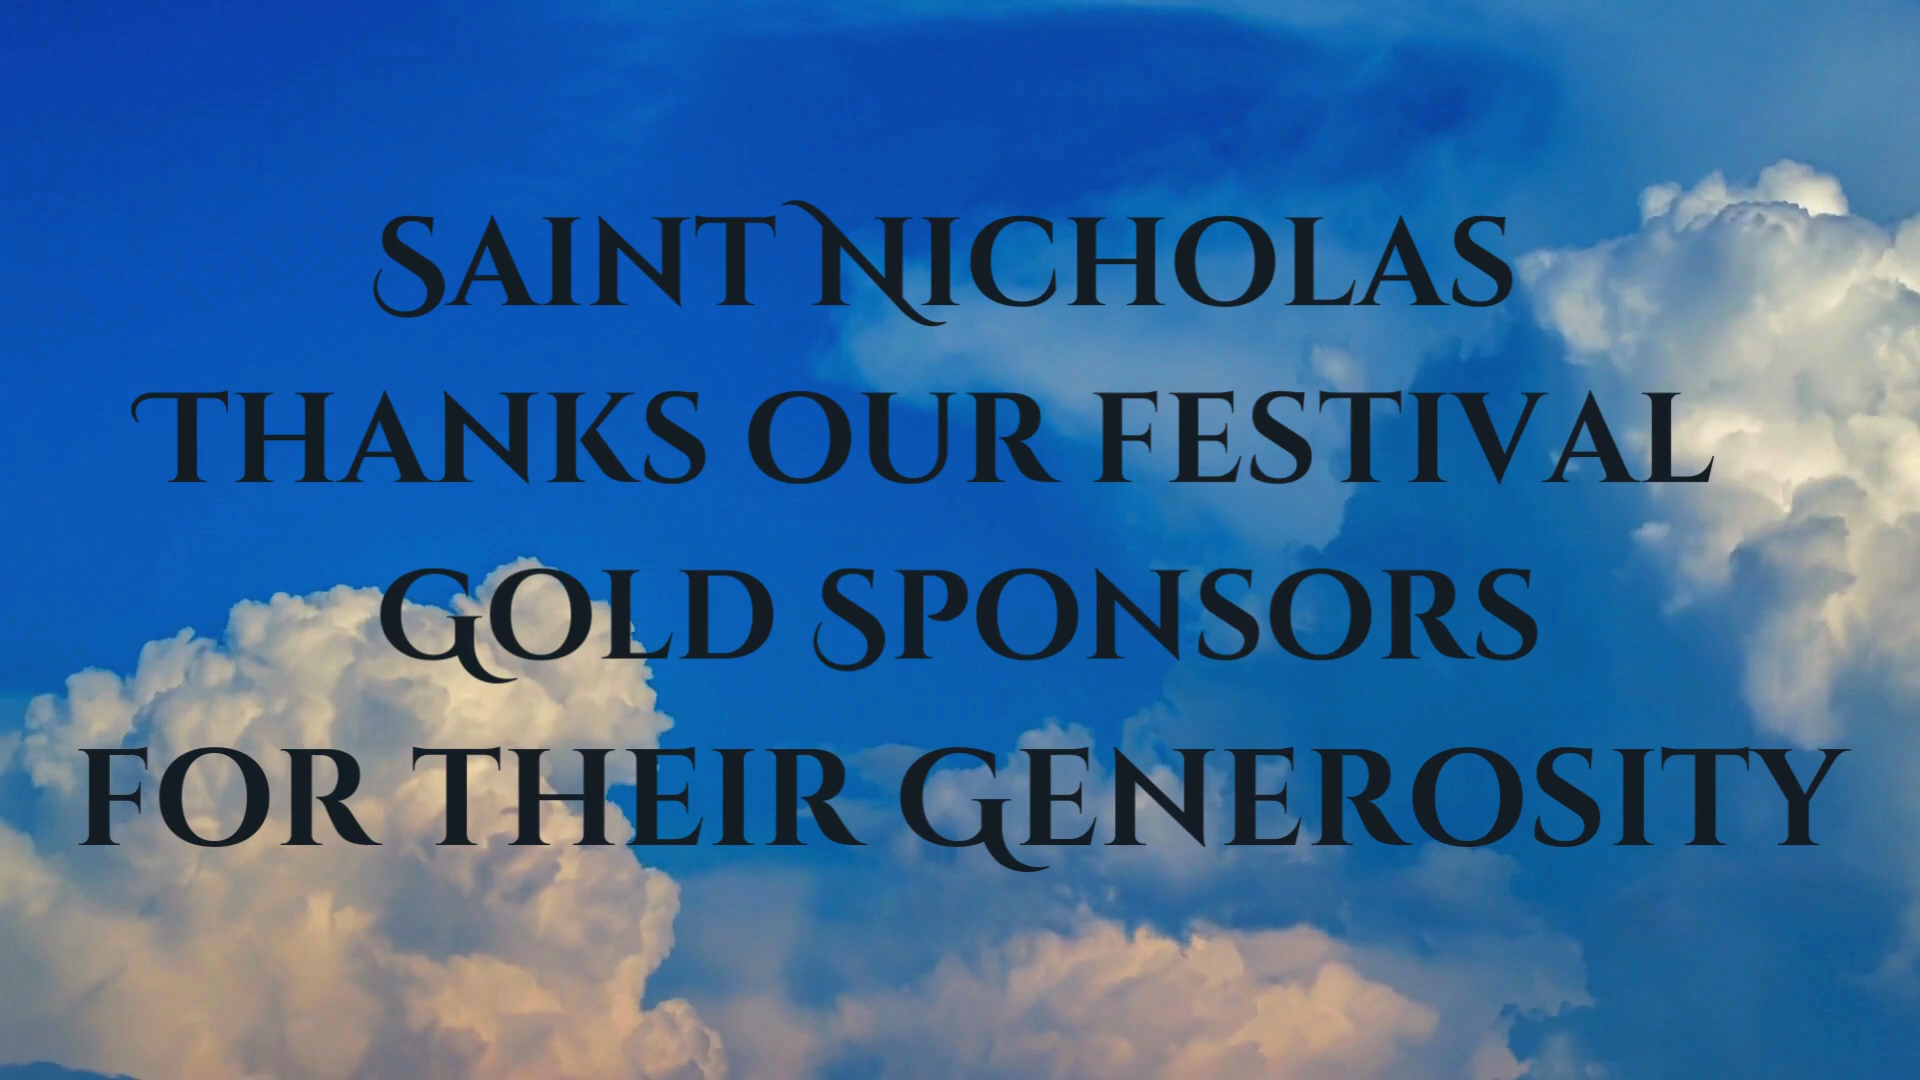 Saint Nicholas
Thanks our festival
Gold Sponsors
for their Generosity